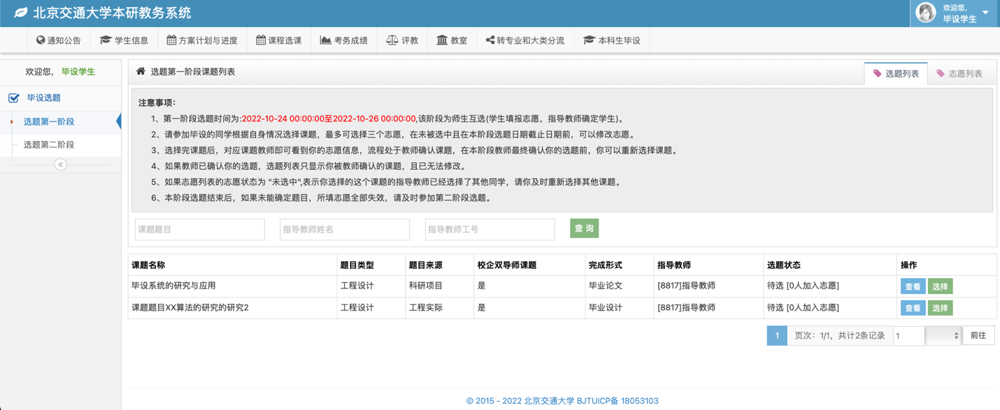 北京交通大学本研教务系统
欢迎您,
毕设学生
通知公告 学生信息 方案计划与进度 课程选课 考务成绩 评教 教室 转专业和大类分流 本科生毕设
欢迎您, 毕设学生
毕设选题
选题第一阶段
选题第二阶段
选题第一阶段课题列表
选题列表 志愿列表
注意事项:
1、第一阶段选题时间为:2022-10-24 00:00:00至2022-10-26 00:00:00,该阶段为师生互选(学生填报志愿，指导教师确定学生)。
2、请参加毕设的同学根据自身情况选择课题，最多可选择三个志愿，在未被选中且在本阶段选题日期截止日期前，可以修改志愿。
3、选择完课题后，对应课题教师即可看到你的志愿信息，流程处于教师确认课题，在本阶段教师最终确认你的选题前，你可以重新选择课题。
4、如果教师已确认你的选题，选题列表只显示你被教师确认的课题，且已无法修改。
5、如果志愿列表的志愿状态为 "未选中",表示你选择的这个课题的指导教师已经选择了其他同学，请你及时重新选择其他课题。
6、本阶段选题结束后，如果未能确定题目，所填志愿全部失效，请及时参加第二阶段选题。
课题题目 指导教师姓名 指导教师工号 查 询
课题名称 题目类型 题目来源 校企双导师课题 完成形式 指导教师 选题状态 操作
毕设系统的研究与应用 工程设计 科研项目 是 毕业论文 [8817]指导教师 待选 [0人加入志愿] 查看 选择
课题题目XX算法的研究的研究2 工程设计 工程实际 是 毕业设计 [8817]指导教师 待选 [0人加入志愿] 查看 选择
1 页次：1/1，共计2条记录 1 前往
© 2015 - 2022 北京交通大学 BJTUICP备 18053103